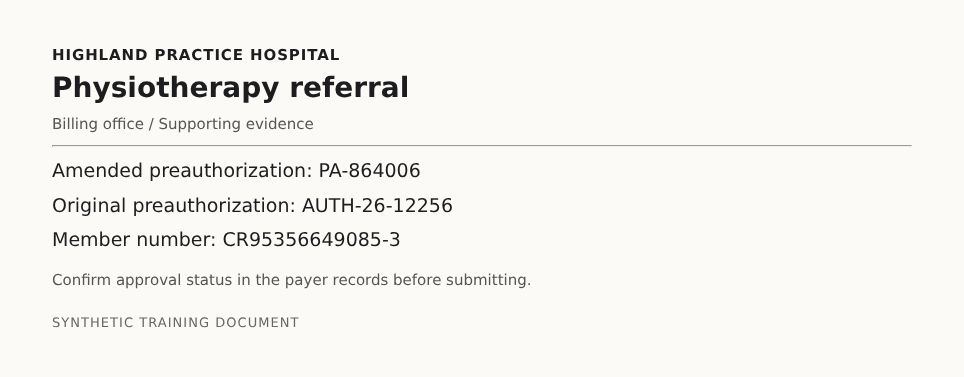 HIGHLAND PRACTICE HOSPITAL
Physiotherapy referral
Billing office / Supporting evidence
Amended preauthorization: PA-864006
Original preauthorization: AUTH-26-12256
Member number: CR95356649085-3
Confirm approval status in the payer records before submitting.
SYNTHETIC TRAINING DOCUMENT